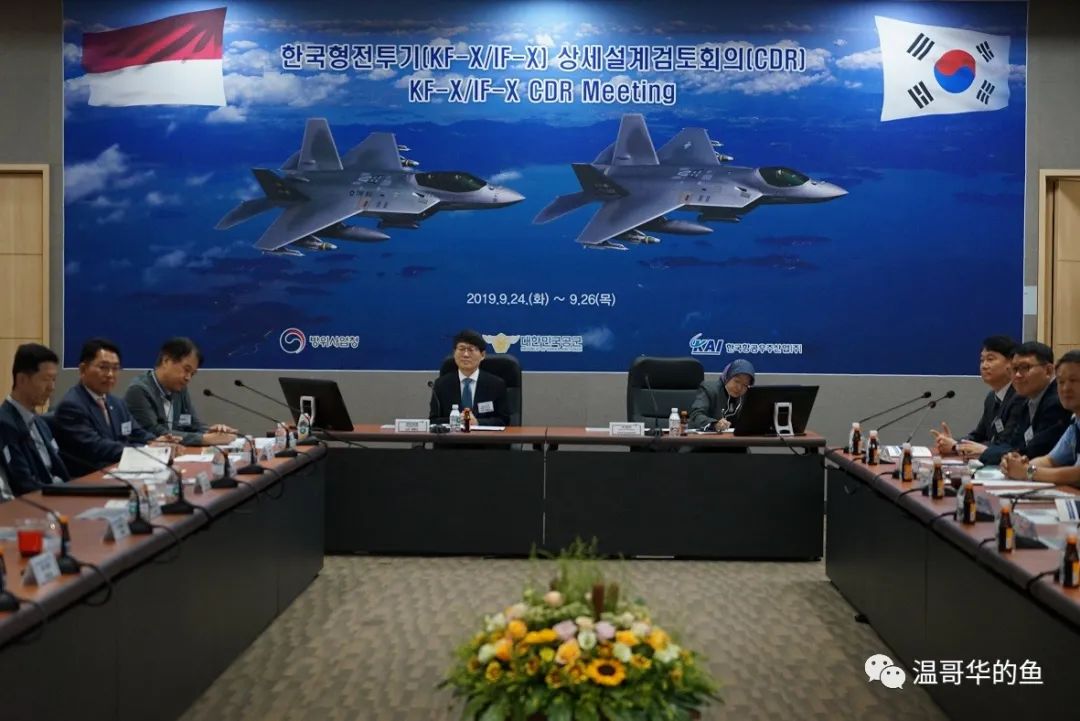 한국형전투기(KF-X/IF-X) 상세설계검토회의(CDR)
KF-X/IF-X CDR Meeting
2019.9.24.(화) ~ 9.26(목)
방위사업청
대한민국공군
KAI 한국항공우주산업(주)
温哥华的鱼